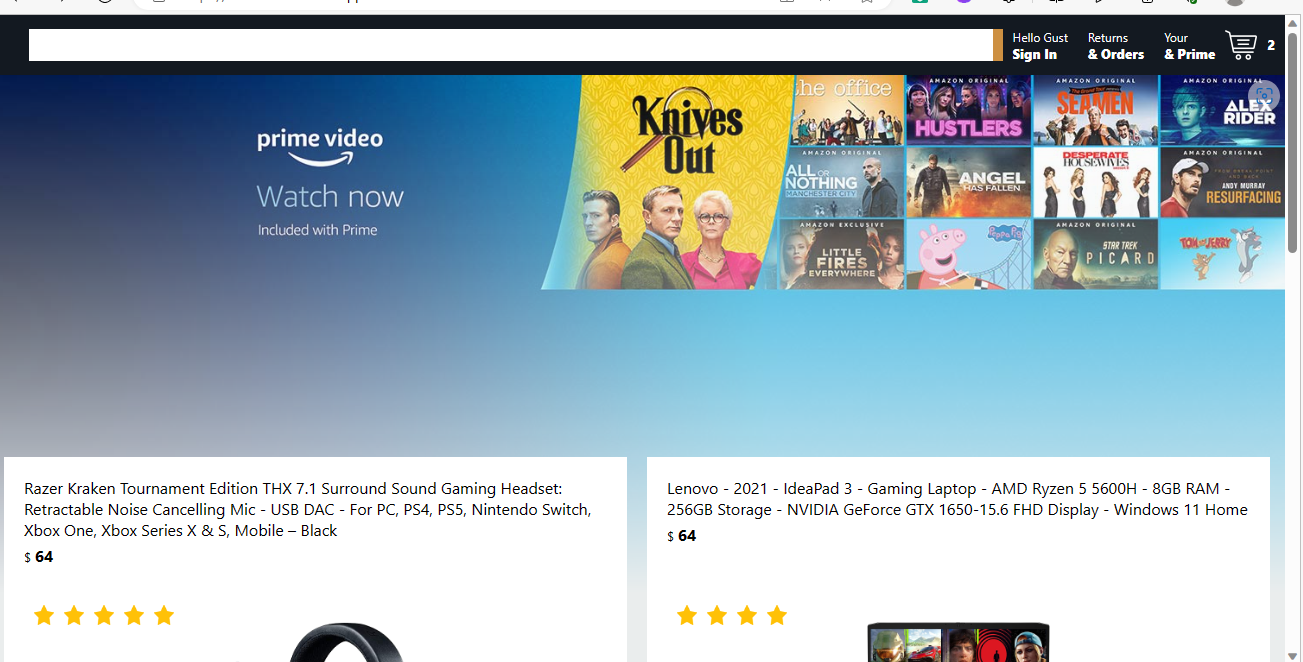 Hello Gust
Sign In
Returns
& Orders
Your
& Prime
2
prime video
Watch now
Included with Prime
Knives
Out
he office
AMAZON ORIGINAL
HUSTLERS
AMAZON ORIGINAL
The Grand Tour
SEAMEN
AMAZON ORIGINAL
ALEX
RIDER
AMAZON ORIGINAL
ALL OR
NOTHING
MANCHESTER CITY
ANGEL
HAS FALLEN
DESPERATE
HOUSEWIVES
AMAZON ORIGINAL
ANDY MURRAY
RESURFACING
AMAZON EXCLUSIVE
LITTLE
FIRES
EVERYWHERE
Peppa Pig
AMAZON ORIGINAL
STAR TREK
PICARD
TOM AND JERRY
Razer Kraken Tournament Edition THX 7.1 Surround Sound Gaming Headset:
Retractable Noise Cancelling Mic - USB DAC - For PC, PS4, PS5, Nintendo Switch,
Xbox One, Xbox Series X & S, Mobile – Black
$ 64
Lenovo - 2021 - IdeaPad 3 - Gaming Laptop - AMD Ryzen 5 5600H - 8GB RAM -
256GB Storage - NVIDIA GeForce GTX 1650-15.6 FHD Display - Windows 11 Home
$ 64